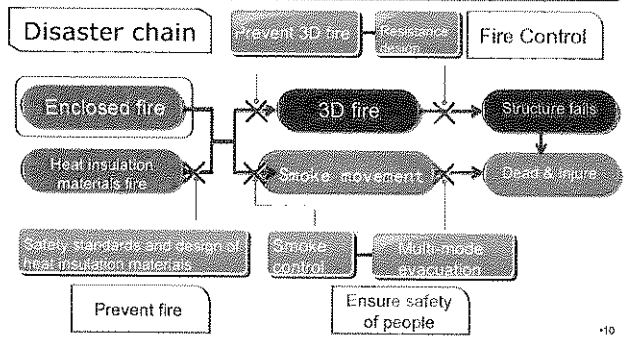 Disaster chain
Prevent 3D fire
Resistance design
Fire Control
Enclosed fire
3D fire
Structure fails
Heat insulation
materials fire
Smoke movement
Dead & Injure
Safety standards and design of
heat insulation materials
Smoke
control
Multi-mode
evacuation
Prevent fire
Ensure safety
of people
•10